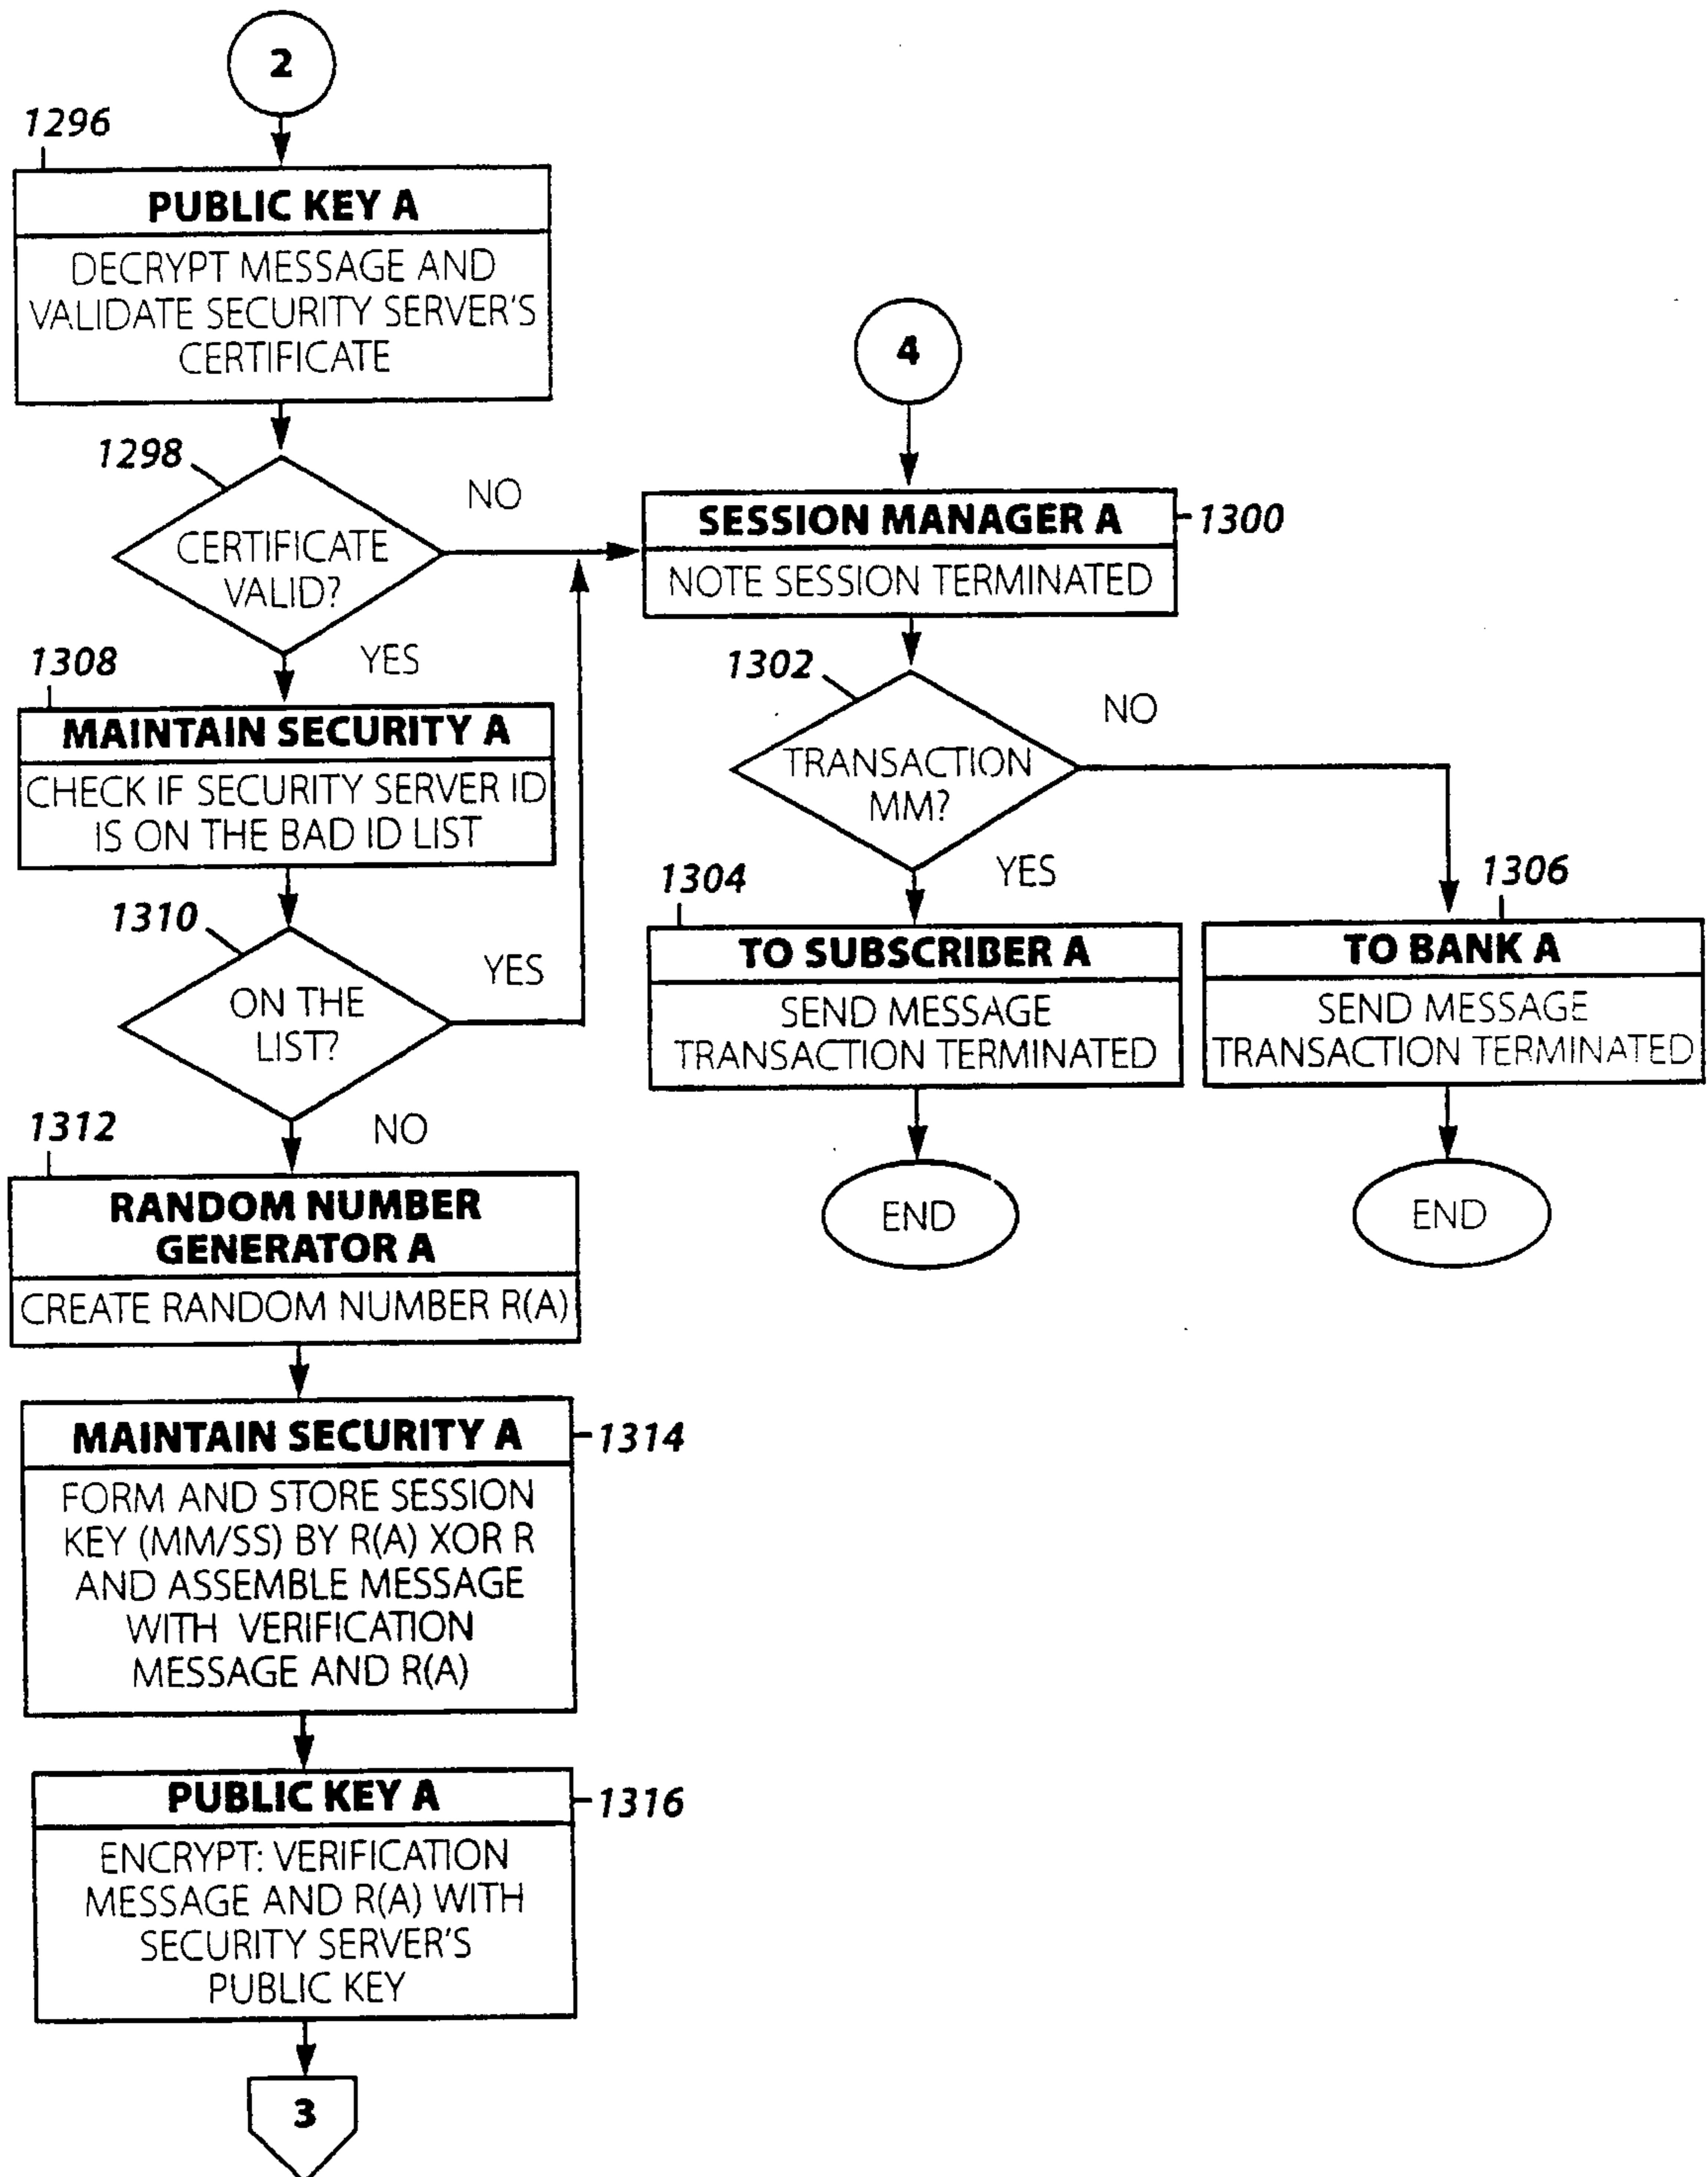 2
1296
PUBLIC KEY A
DECRYPT MESSAGE AND
VALIDATE SECURITY SERVER'S
CERTIFICATE
1298
CERTIFICATE
VALID?
NO
YES
1308
MAINTAIN SECURITY A
CHECK IF SECURITY SERVER ID
IS ON THE BAD ID LIST
1310
ON THE
LIST?
YES
NO
1312
RANDOM NUMBER
GENERATOR A
CREATE RANDOM NUMBER R(A)
MAINTAIN SECURITY A
1314
FORM AND STORE SESSION
KEY (MM/SS) BY R(A) XOR R
AND ASSEMBLE MESSAGE
WITH VERIFICATION
MESSAGE AND R(A)
PUBLIC KEY A
1316
ENCRYPT: VERIFICATION
MESSAGE AND R(A) WITH
SECURITY SERVER'S
PUBLIC KEY
3
4
SESSION MANAGER A
1300
NOTE SESSION TERMINATED
1302
TRANSACTION
MM?
NO
YES
1304
TO SUBSCRIBER A
SEND MESSAGE
TRANSACTION TERMINATED
END
1306
TO BANK A
SEND MESSAGE
TRANSACTION TERMINATED
END